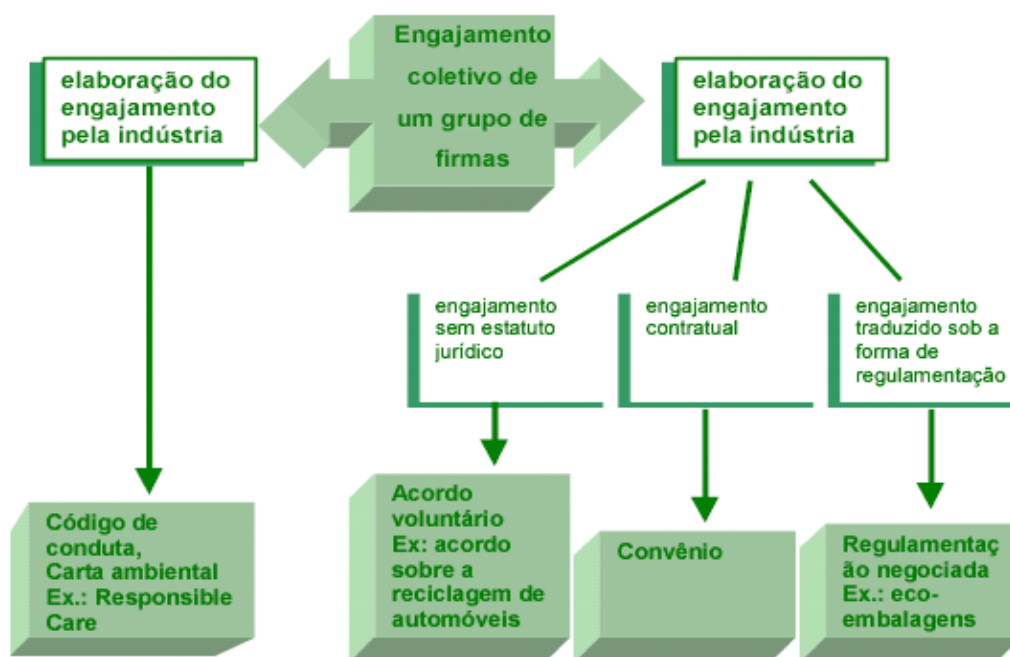 Engajamento
coletivo de
um grupo de
firmas
elaboração do
engajamento
pela indústria
elaboração do
engajamento
pela indústria
engajamento
sem estatuto
jurídico
engajamento
contratual
engajamento
traduzido sob a
forma de
regulamentação
Código de
conduta,
Carta ambiental
Ex.: Responsible
Care
Acordo
voluntário
Ex: acordo
sobre a
reciclagem de
automóveis
Convênio
Regulamentaç
ão negociada
Ex.: eco-
embalagens